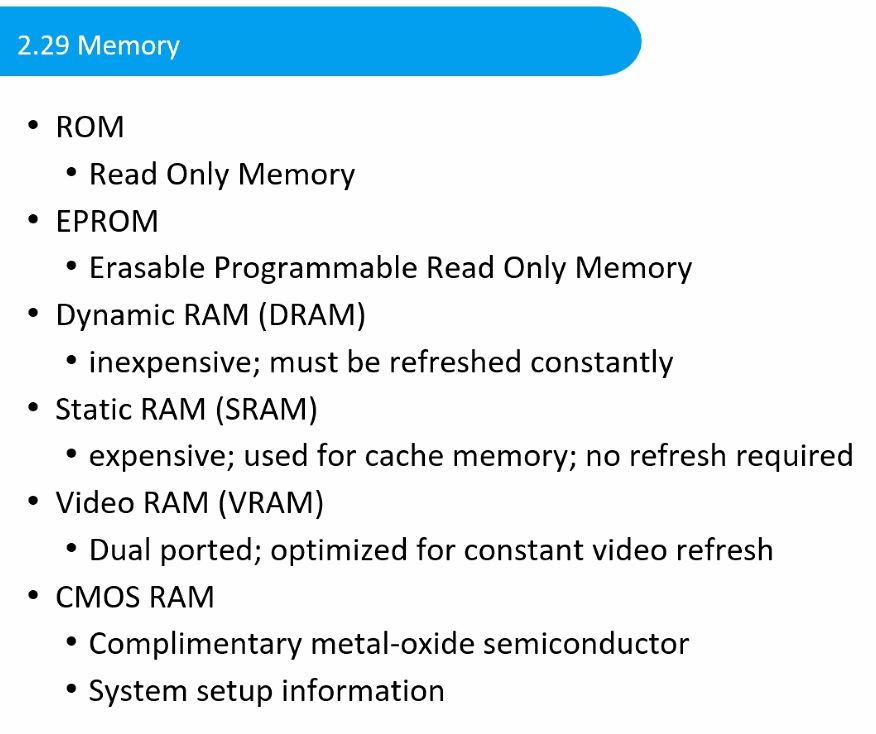 2.29 Memory
• ROM
• Read Only Memory
• EPROM
• Erasable Programmable Read Only Memory
• Dynamic RAM (DRAM)
• inexpensive; must be refreshed constantly
• Static RAM (SRAM)
• expensive; used for cache memory; no refresh required
• Video RAM (VRAM)
• Dual ported; optimized for constant video refresh
• CMOS RAM
• Complimentary metal-oxide semiconductor
• System setup information